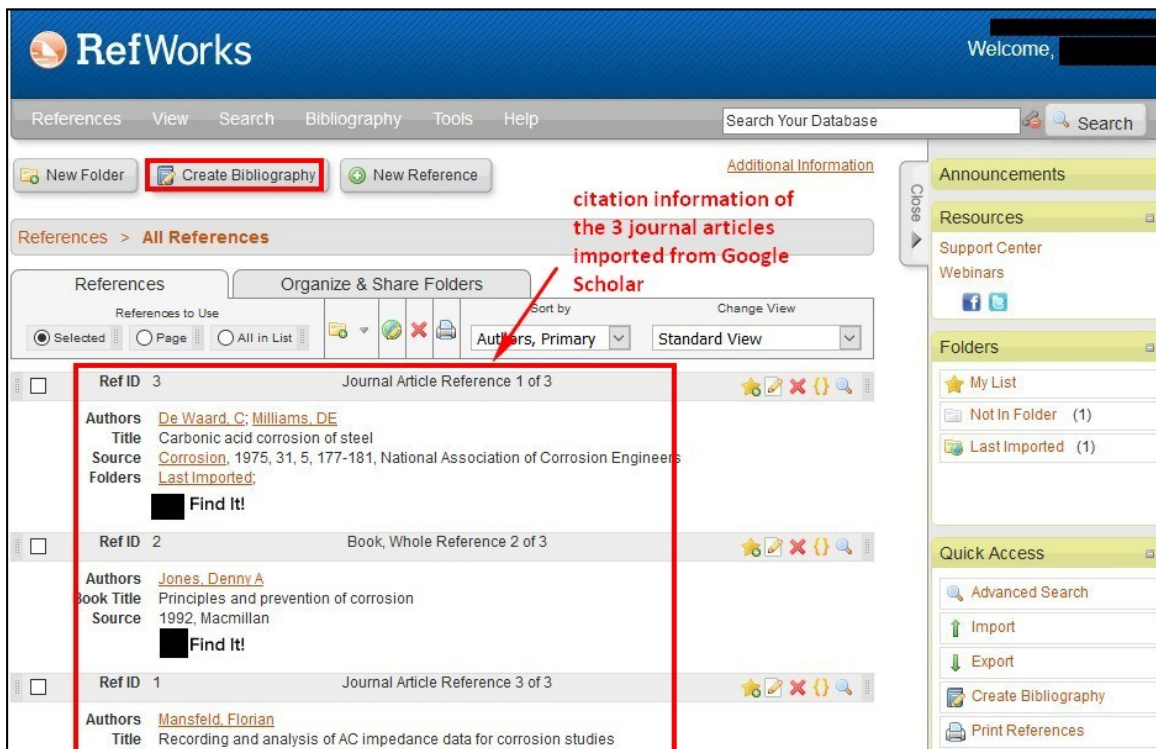 RefWorks
Welcome,
References View Search Bibliography Tools Help
Search Your Database
Search
New Folder Create Bibliography New Reference
Additional Information
citation information of
the 3 journal articles
imported from Google
Scholar
References > All References
References Organize & Share Folders
References to Use
Selected Page All in List
Sort by
Authors, Primary
Change View
Standard View
Ref ID 3 Journal Article Reference 1 of 3
Authors De Waard, C; Milliams, DE
Title Carbonic acid corrosion of steel
Source Corrosion, 1975, 31, 5, 177-181, National Association of Corrosion Engineers
Folders Last Imported;
Find It!
Ref ID 2 Book, Whole Reference 2 of 3
Authors Jones, Denny A
Book Title Principles and prevention of corrosion
Source 1992, Macmillan
Find It!
Ref ID 1 Journal Article Reference 3 of 3
Authors Mansfeld, Florian
Title Recording and analysis of AC impedance data for corrosion studies
Close
Announcements
Resources
Support Center
Webinars
Folders
My List
Not In Folder (1)
Last Imported (1)
Quick Access
Advanced Search
Import
Export
Create Bibliography
Print References